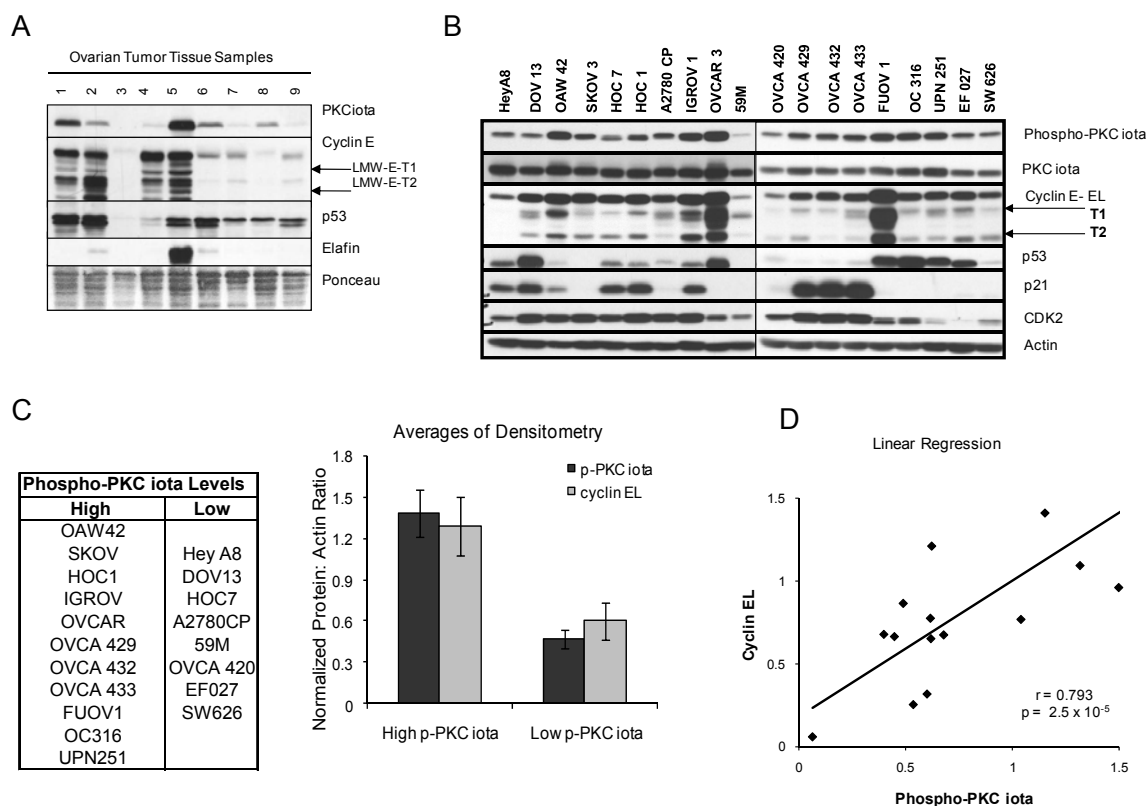 A
Ovarian Tumor Tissue Samples
1 2 3 4 5 6 7 8 9
PKCiota
Cyclin E
LMW-E-T1
LMW-E-T2
p53
Elafin
Ponceau
B
HeyA8
DOV 13
OAW 42
SKOV 3
HOC 7
HOC 1
A2780 CP
IGROV 1
OVCAR 3
59M
OVCA 420
OVCA 429
OVCA 432
OVCA 433
FUOV 1
OC 316
UPN 251
EF 027
SW 626
Phospho-PKC iota
PKC iota
Cyclin E- EL
T1
T2
p53
p21
CDK2
Actin
C
Phospho-PKC iota Levels
High Low
OAW42
SKOV Hey A8
HOC1 DOV13
IGROV HOC7
OVCAR A2780CP
OVCA 429 59M
OVCA 432 OVCA 420
OVCA 433 EF027
FUOV1 SW626
OC316
UPN251
Averages of Densitometry
Normalized Protein: Actin Ratio
1.8
1.5
1.2
0.9
0.6
0.3
0
p-PKC iota
cyclin EL
High p-PKC iota Low p-PKC iota
D
Linear Regression
Cyclin EL
1.5
1
0.5
0
r = 0.793
p = 2.5 x 10-5
0 0.5 1 1.5
Phospho-PKC iota